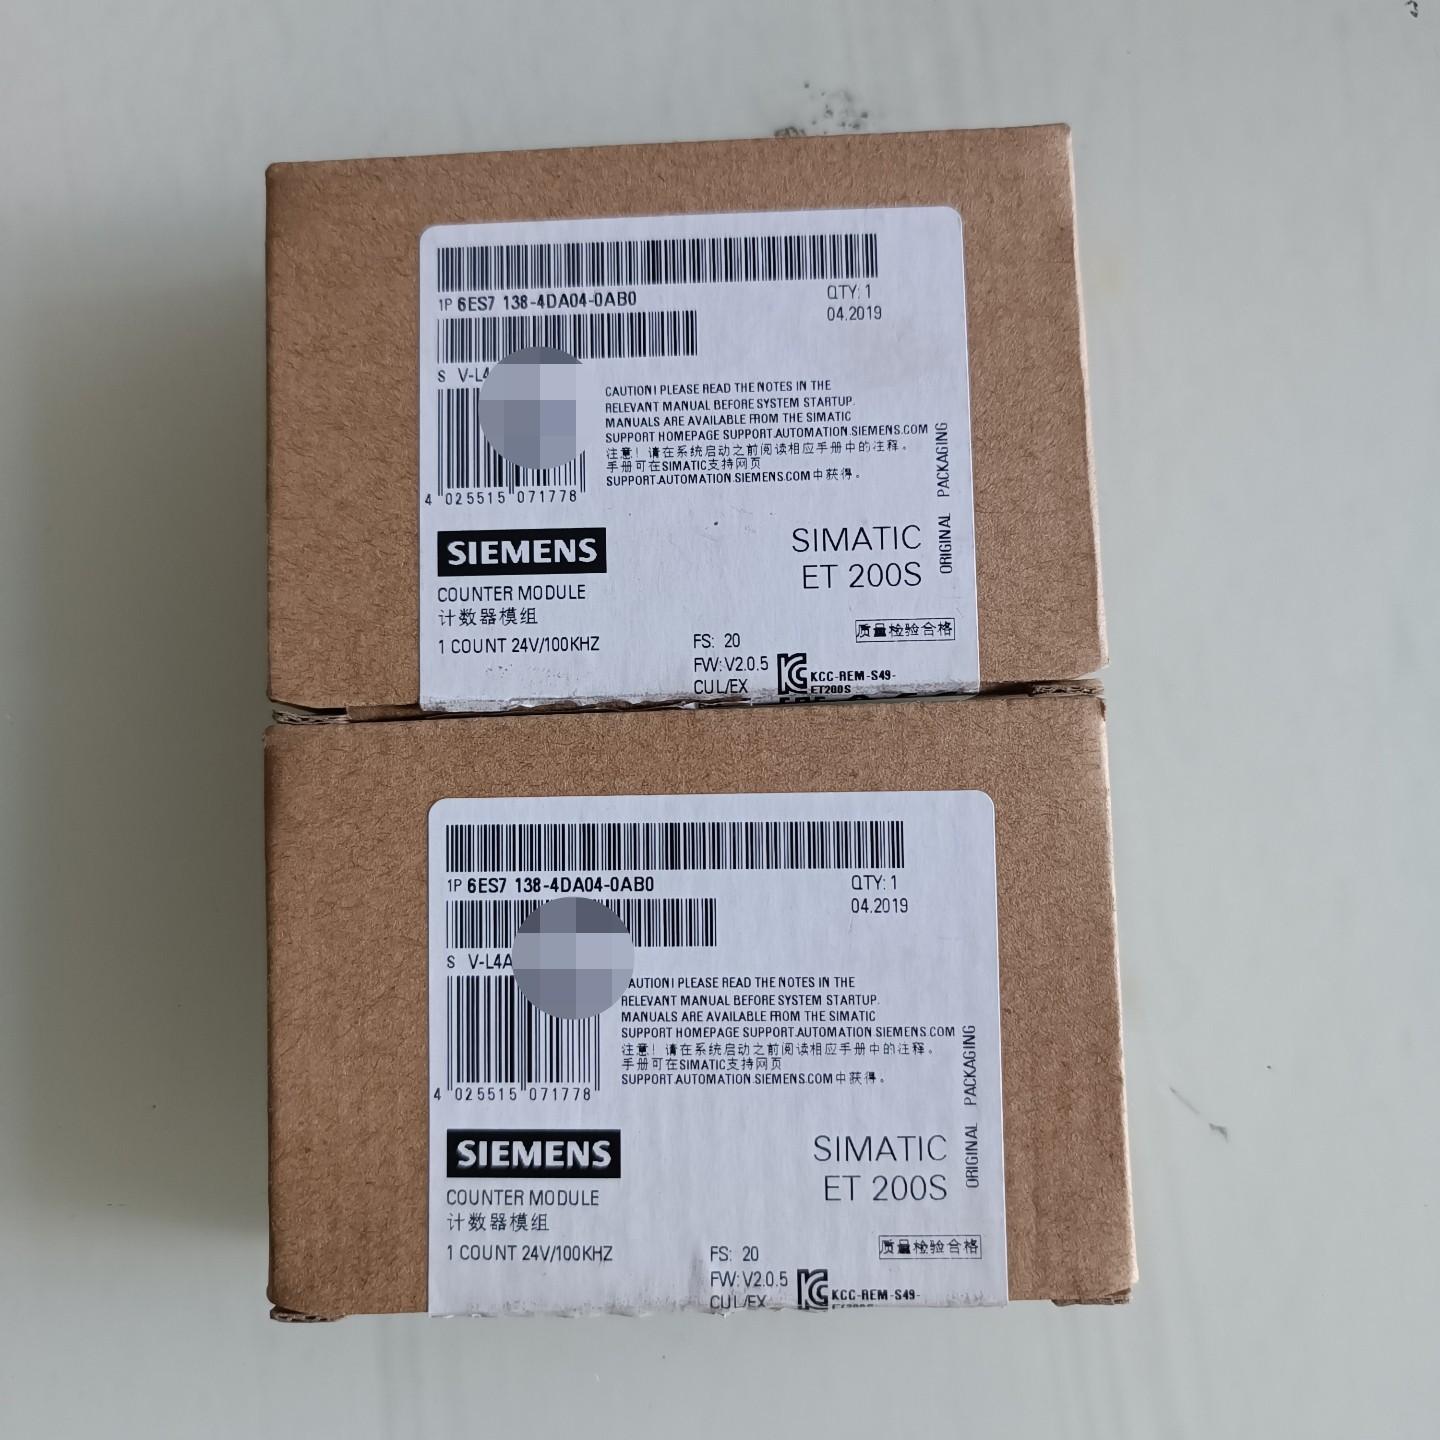 1P 6ES7 138-4DA04-0AB0
QTY: 1
04.2019
S V-L4
CAUTION! PLEASE READ THE NOTES IN THE
RELEVANT MANUAL BEFORE SYSTEM STARTUP.
MANUALS ARE AVAILABLE FROM THE SIMATIC
SUPPORT HOMEPAGE SUPPORT.AUTOMATION.SIEMENS.COM
注意！请在系统启动之前阅读相应手册中的注释。
手册可在SIMATIC支持网页
SUPPORT.AUTOMATION.SIEMENS.COM中获得。
4 025515 071778
ORIGINAL PACKAGING
SIEMENS
SIMATIC
ET 200S
COUNTER MODULE
计数器模组
1 COUNT 24V/100KHZ
FS: 20
FW: V2.0.5
CUL/EX
质量检验合格
KCC-REM-S49-
ET200S
1P 6ES7 138-4DA04-0AB0
QTY: 1
04.2019
S V-L4A
AUTION! PLEASE READ THE NOTES IN THE
RELEVANT MANUAL BEFORE SYSTEM STARTUP.
MANUALS ARE AVAILABLE FROM THE SIMATIC
SUPPORT HOMEPAGE SUPPORT.AUTOMATION.SIEMENS.COM
注意！请在系统启动之前阅读相应手册中的注释。
手册可在SIMATIC支持网页
SUPPORT.AUTOMATION.SIEMENS.COM中获得。
4 025515 071778
ORIGINAL PACKAGING
SIEMENS
SIMATIC
ET 200S
COUNTER MODULE
计数器模组
1 COUNT 24V/100KHZ
FS: 20
FW: V2.0.5
CUL/EX
质量检验合格
KCC-REM-S49-